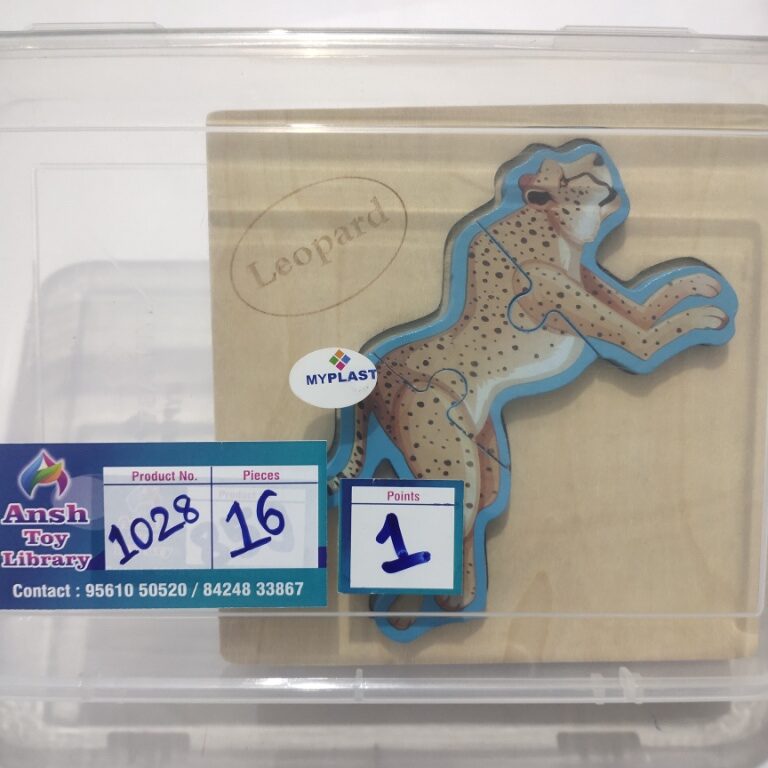 Leopard
MYPLAST
Ansh
Toy
Library
Product No.
1028
Pieces
16
Points
1
Contact : 95610 50520 / 84248 33867